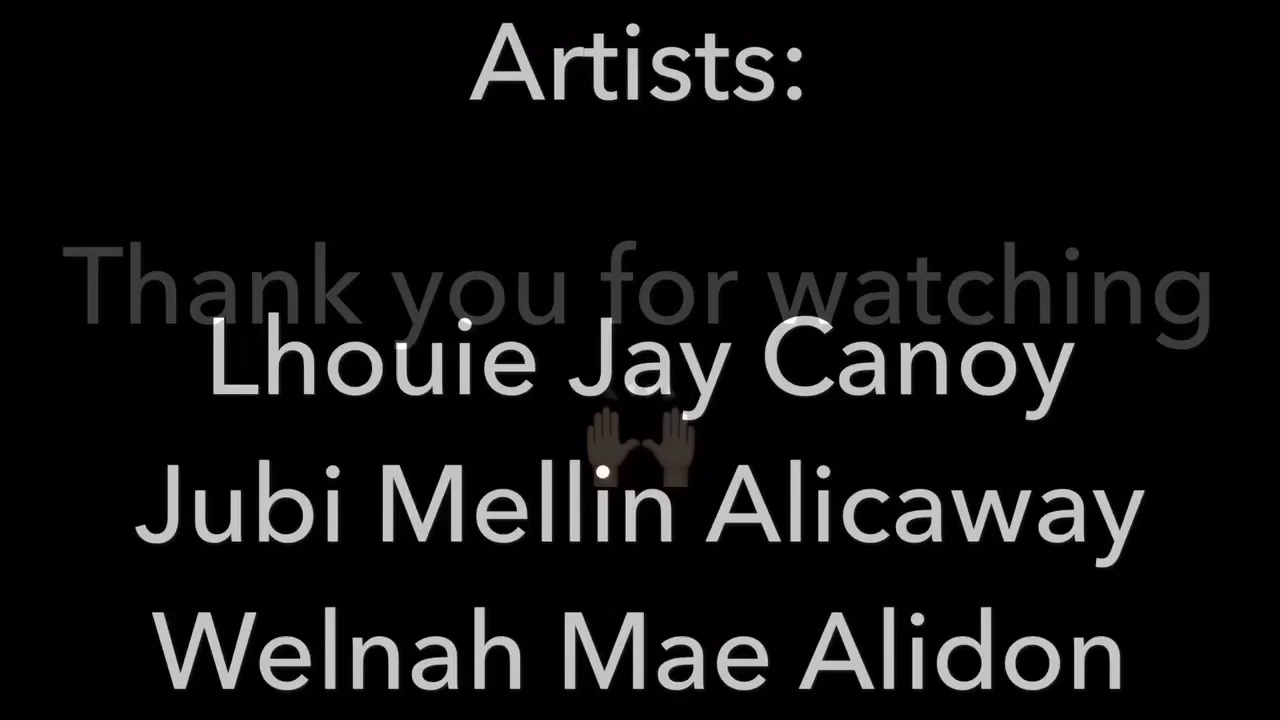 Artists:
Thank you for watching
Lhouie Jay Canoy
Jubi Mellin Alicaway
Welnah Mae Alidon